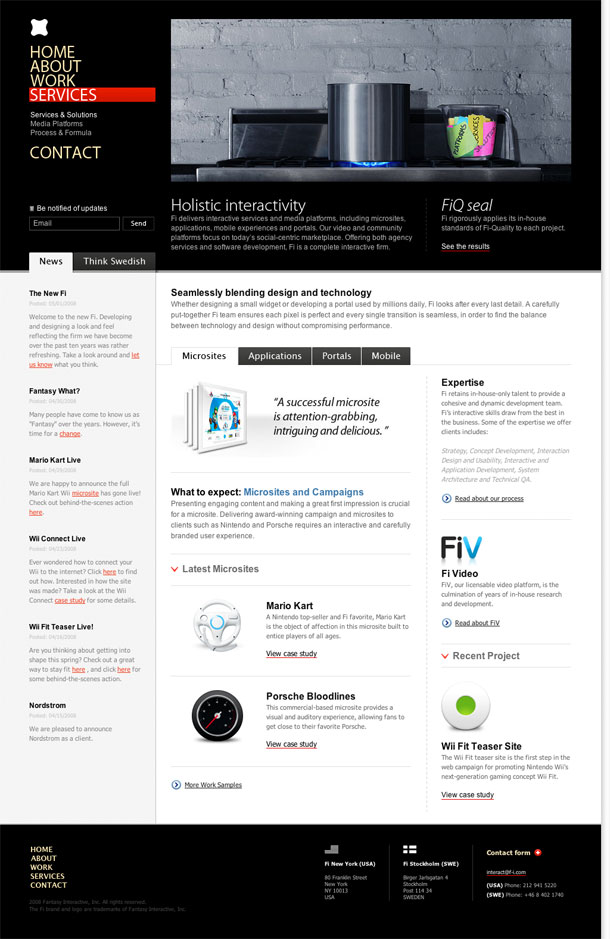 HOME
ABOUT
WORK
SERVICES
Services & Solutions
Media Platforms
Process & Formula
CONTACT
Be notified of updates
Email
Send
PLATFORMS
SERVICES
Holistic interactivity
Fi delivers interactive services and media platforms, including microsites,
applications, mobile experiences and portals. Our video and community
platforms focus on today's social-centric marketplace. Offering both agency
services and software development, Fi is a complete interactive firm.
FiQ seal
Fi rigorously applies its in-house
standards of Fi-Quality to each project.
See the results
News
Think Swedish
The New Fi
Posted: 05/01/2008
Welcome to the new Fi. Developing
and designing a look and feel
reflecting the firm we have become
over the past ten years was rather
refreshing. Take a look around and let
us know what you think.
Fantasy What?
Posted: 04/30/2008
Many people have come to know us as
"Fantasy" over the years. However, it's
time for a change.
Mario Kart Live
Posted: 04/29/2008
We are happy to announce the full
Mario Kart Wii microsite has gone live!
Check out behind-the-scenes action
here.
Wii Connect Live
Posted: 04/23/2008
Ever wondered how to connect your
Wii to the internet? Click here to find
out how. Interested in how the site
was made? Take a look at the Wii
Connect case study for some details.
Wii Fit Teaser Live!
Posted: 04/16/2008
Are you thinking about getting into
shape this spring? Check out a great
way to stay fit here , and click here for
some behind-the-scenes action.
Nordstrom
Posted: 04/15/2008
We are pleased to announce
Nordstrom as a client.
Seamlessly blending design and technology
Whether designing a small widget or developing a portal used by millions daily, Fi looks after every last detail. A carefully
put-together Fi team ensures each pixel is perfect and every single transition is seamless, in order to find the balance
between technology and design without compromising performance.
Microsites
Applications
Portals
Mobile
"A successful microsite
is attention-grabbing,
intriguing and delicious."
What to expect: Microsites and Campaigns
Presenting engaging content and making a great first impression is crucial
for a microsite. Delivering award-winning campaign and microsites to
clients such as Nintendo and Porsche requires an interactive and carefully
branded user experience.
Latest Microsites
Mario Kart
A Nintendo top-seller and Fi favorite, Mario Kart
is the object of affection in this microsite built to
entice players of all ages.
View case study
Porsche Bloodlines
This commercial-based microsite provides a
visual and auditory experience, allowing fans to
get close to their favorite Porsche.
View case study
More Work Samples
Expertise
Fi retains in-house-only talent to provide a
cohesive and dynamic development team.
Fi's interactive skills draw from the best in
the business. Some of the expertise we offer
clients includes:
Strategy, Concept Development, Interaction
Design and Usability, Interactive and
Application Development, System
Architecture and Technical QA.
Read about our process
FiV
Fi Video
FiV, our licensable video platform, is the
culmination of years of in-house research
and development.
Read about FiV
Recent Project
Wii Fit Teaser Site
The Wii Fit teaser site is the first step in the
web campaign for promoting Nintendo Wii's
next-generation gaming concept Wii Fit.
View case study
HOME
ABOUT
WORK
SERVICES
CONTACT
2008 Fantasy Interactive, Inc. All rights reserved.
The Fi brand and logo are trademarks of Fantasy Interactive, Inc.
Fi New York (USA)
80 Franklin Street
New York
NY 10013
USA
Fi Stockholm (SWE)
Birger Jarlsgatan 4
Stockholm
Post 114 34
SWEDEN
Contact form
interact@f-i.com
(USA) Phone: 212 941 5220
(SWE) Phone: +46 8 402 1740